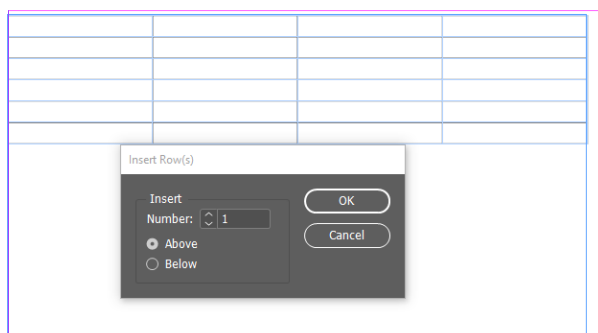 Insert Row(s)
Insert
Number: 1
Above
Below
OK
Cancel